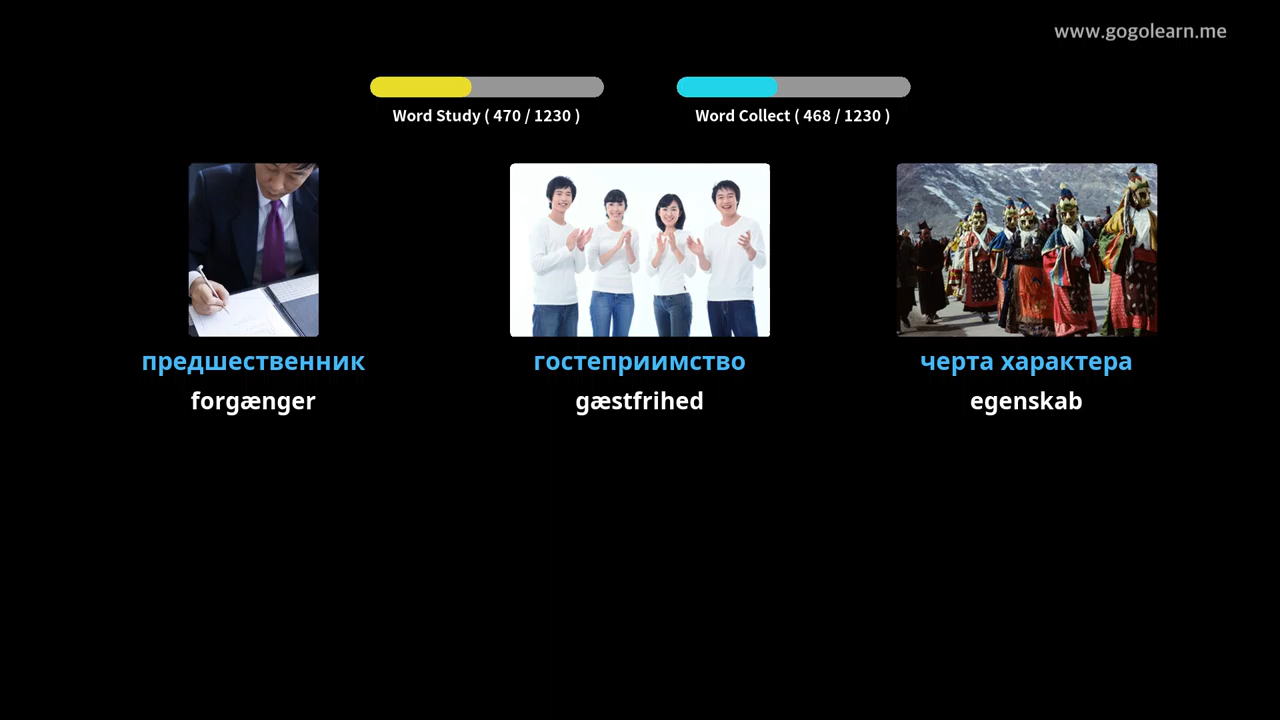 www.gogolearn.me
Word Study ( 470 / 1230 )
Word Collect ( 468 / 1230 )
предшественник
гостеприимство
черта характера
forgænger
gæstfrihed
egenskab